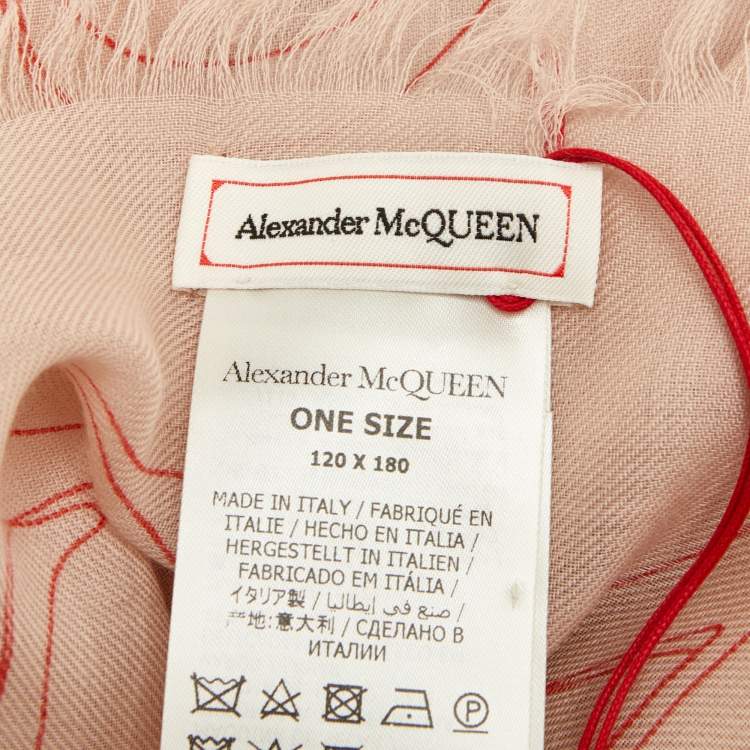 Alexander McQUEEN
Alexander McQUEEN
ONE SIZE
120 X 180
MADE IN ITALY / FABRIQUÉ EN
ITALIE / HECHO EN ITALIA /
HERGESTELLT IN ITALIEN /
FABRICADO EM ITÁLIA /
イタリア製 / صنع في إيطاليا /
产地:意大利 / СДЕЛАНО В
ИТАЛИИ
P